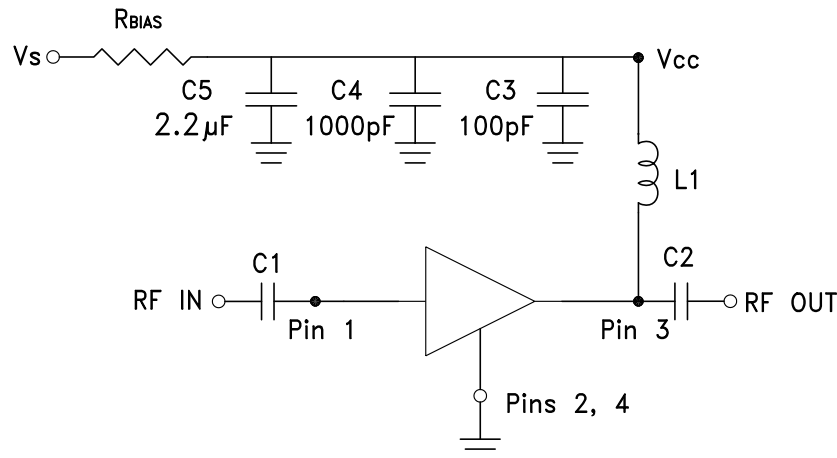 RBIAS
Vs
Vcc
C5
2.2µF
C4
1000pF
C3
100pF
L1
C1
C2
RF IN
RF OUT
Pin 1
Pin 3
Pins 2, 4